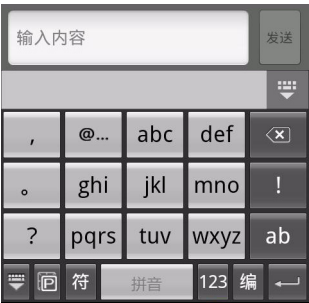 输入内容 发送
, @... abc def
。 ghi jkl mno !
? pqrs tuv wxyz ab
P 符 拼音 123 编